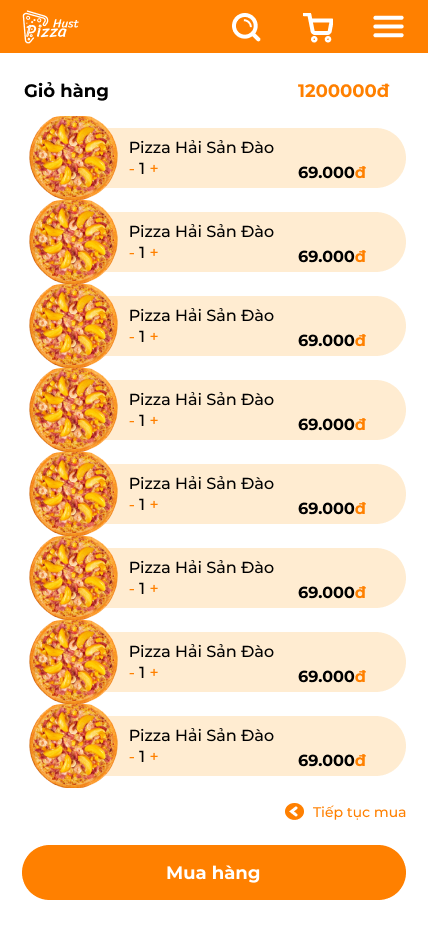 Hust
Pizza
Giỏ hàng 1200000đ
Pizza Hải Sản Đào
- 1 +
69.000đ
Pizza Hải Sản Đào
- 1 +
69.000đ
Pizza Hải Sản Đào
- 1 +
69.000đ
Pizza Hải Sản Đào
- 1 +
69.000đ
Pizza Hải Sản Đào
- 1 +
69.000đ
Pizza Hải Sản Đào
- 1 +
69.000đ
Pizza Hải Sản Đào
- 1 +
69.000đ
Pizza Hải Sản Đào
- 1 +
69.000đ
Tiếp tục mua
Mua hàng